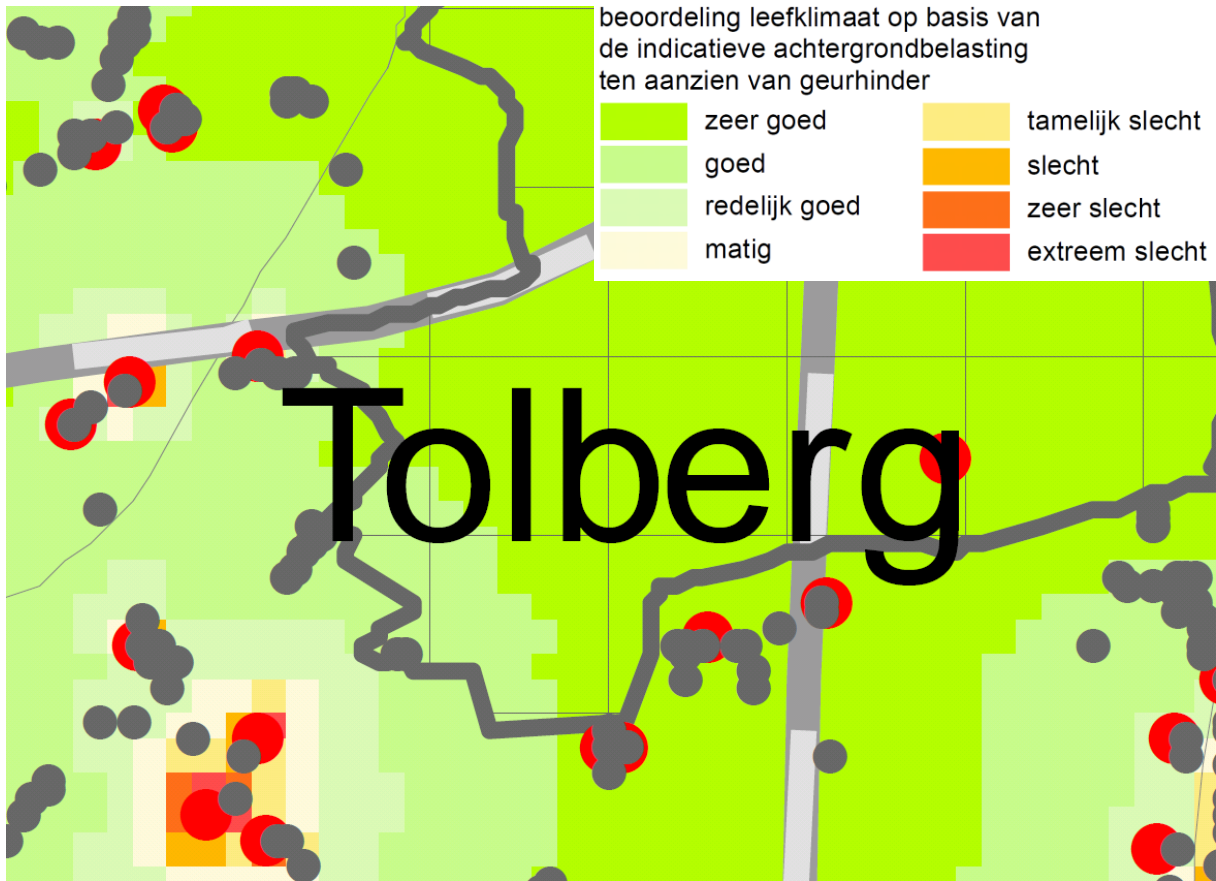 beoordeling leefklimaat op basis van
de indicatieve achtergrondbelasting
ten aanzien van geurhinder
zeer goed
goed
redelijk goed
matig
tamelijk slecht
slecht
zeer slecht
extreem slecht
Tolberg